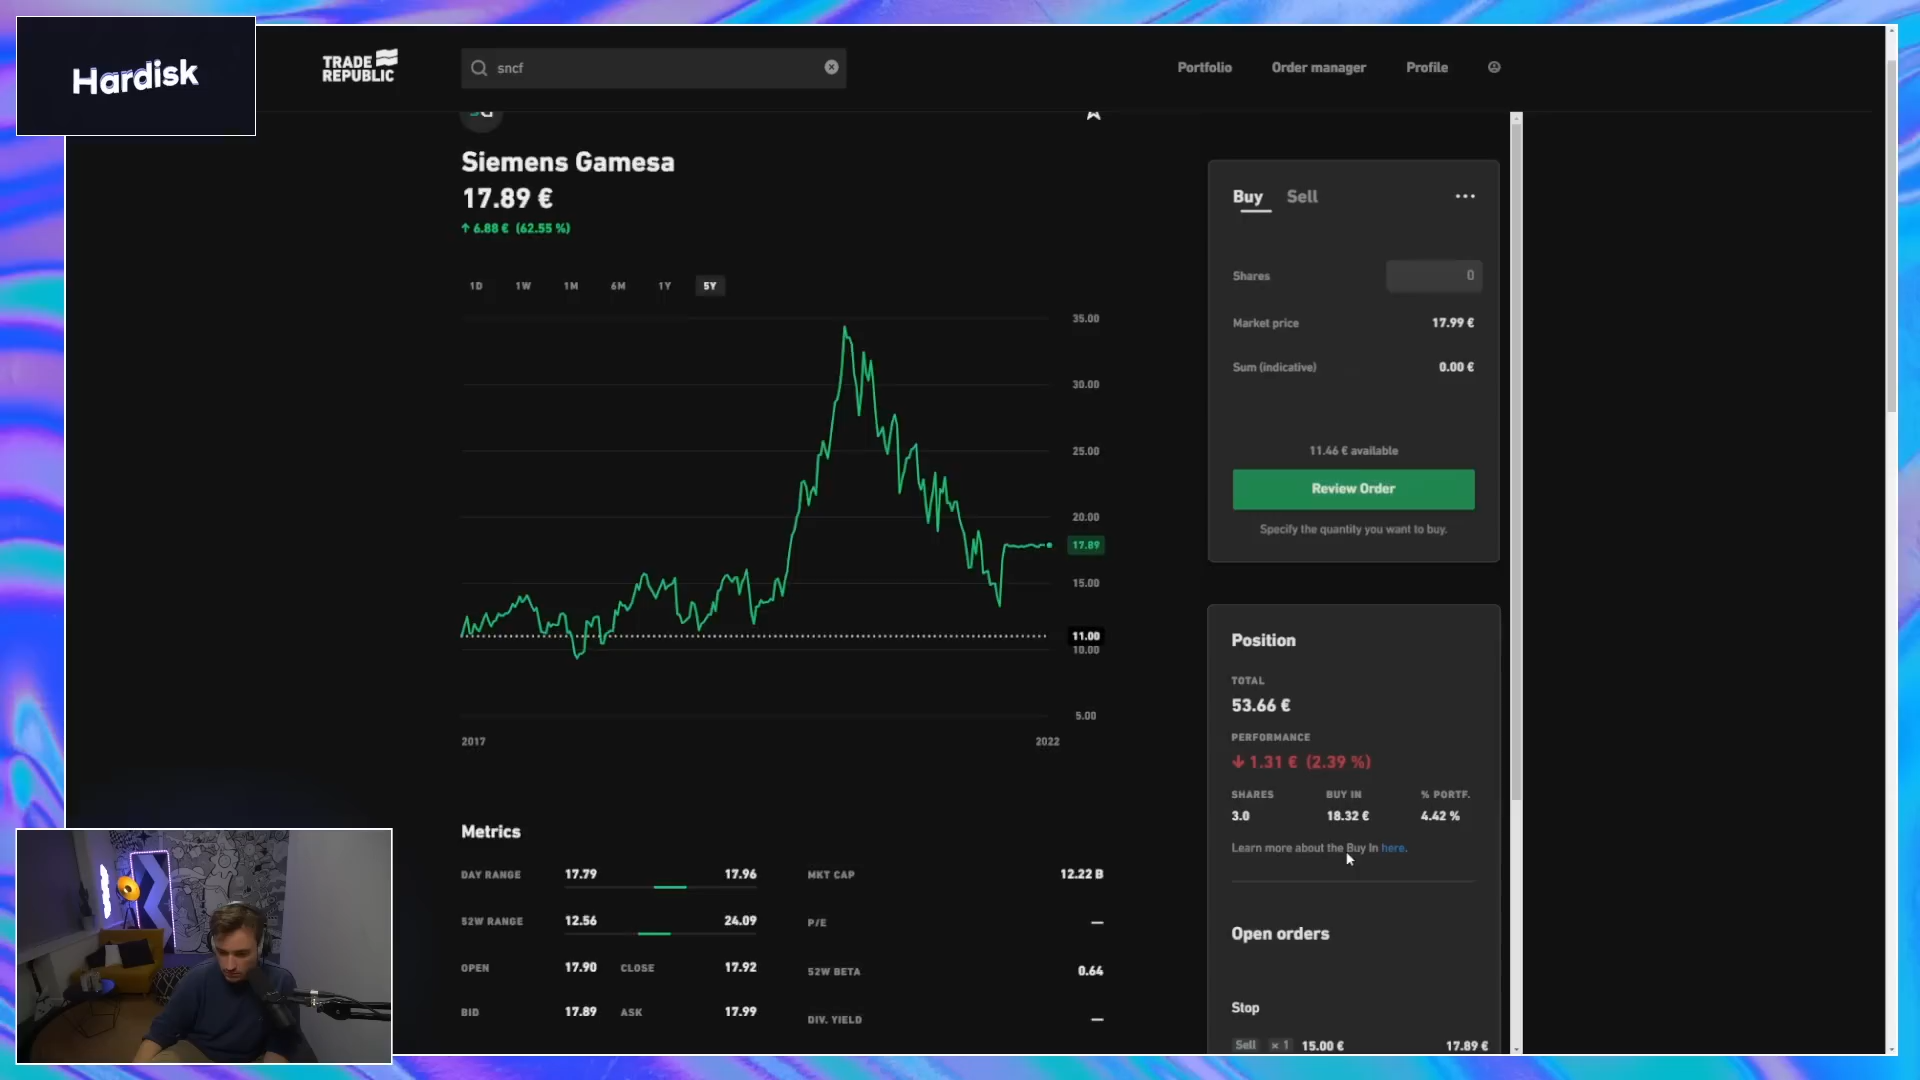 Hardisk
TRADE REPUBLIC
sncf
Portfolio
Order manager
Profile
Siemens Gamesa
17.89 €
↑ 6.88 € (62.55 %)
1D 1W 1M 6M 1Y 5Y
35.00
30.00
25.00
20.00
17.89
15.00
11.00
10.00
5.00
2017
2022
Metrics
DAY RANGE 17.79 17.96
52W RANGE 12.56 24.09
OPEN 17.90 CLOSE 17.92
BID 17.89 ASK 17.99
MKT CAP 12.22 B
P/E —
52W BETA 0.64
DIV. YIELD —
Buy Sell
Shares 0
Market price 17.99 €
Sum (indicative) 0.00 €
11.46 € available
Review Order
Specify the quantity you want to buy.
Position
TOTAL
53.66 €
PERFORMANCE
↓ 1.31 € (2.39 %)
SHARES BUY IN % PORTF.
3.0 18.32 € 4.42 %
Learn more about the Buy In here.
Open orders
Stop
Sell × 1 15.00 € 17.89 €